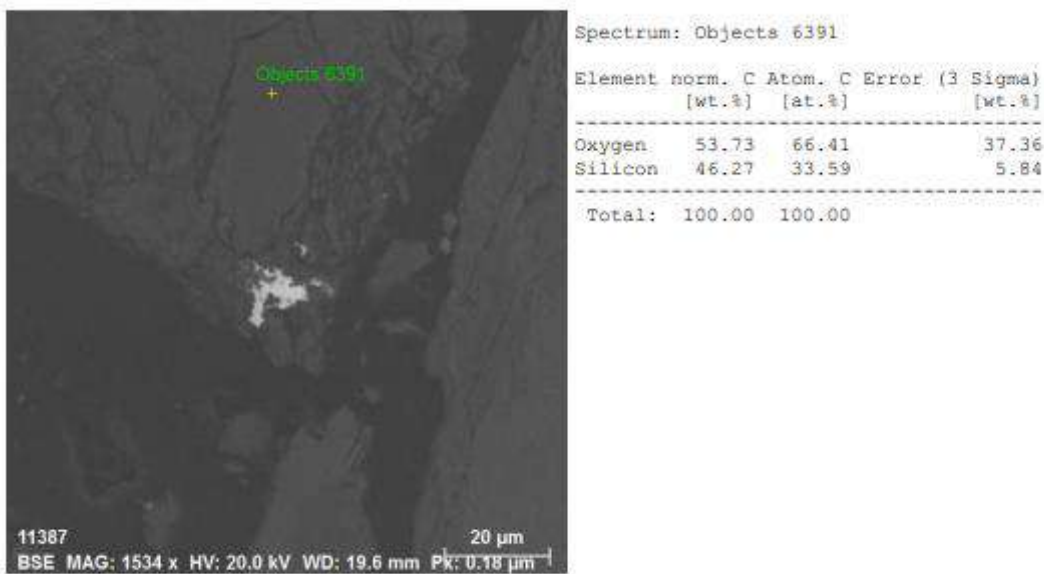 Objects 6391
11387
20 µm
BSE MAG: 1534 x HV: 20.0 kV WD: 19.6 mm Px: 0.18 µm
Spectrum: Objects 6391
Element norm. C Atom. C Error (3 Sigma)
[wt.%] [at.%] [wt.%]
Oxygen 53.73 66.41 37.36
Silicon 46.27 33.59 5.84
Total: 100.00 100.00